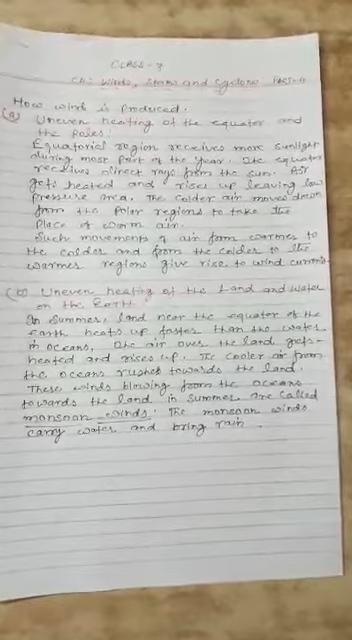 CLASS-7
CH: Winds, Storms and Cyclone PART-4
How wind is produced.
(a) Uneven heating of the equator and
the poles:
Equatorial region receives more sunlight
during most part of the year. The equator
receives direct rays from the sun. Air
gets heated and rises up leaving low
pressure area. The colder air moves down
from the Polar regions to take the
place of warm air.
Such movements of air from warmer to
the colder and from the colder to the
warmer regions give rise to wind currents
(b) Uneven heating of the Land and water
on the Earth
In Summer, land near the equator of the
earth heats up faster than the water
in oceans, The air over the land gets
heated and rises up. The cooler air from
the oceans rushes towards the land.
These winds blowing from the oceans
towards the land in summer are called
monsoon winds. The monsoon winds
carry water and bring rain.